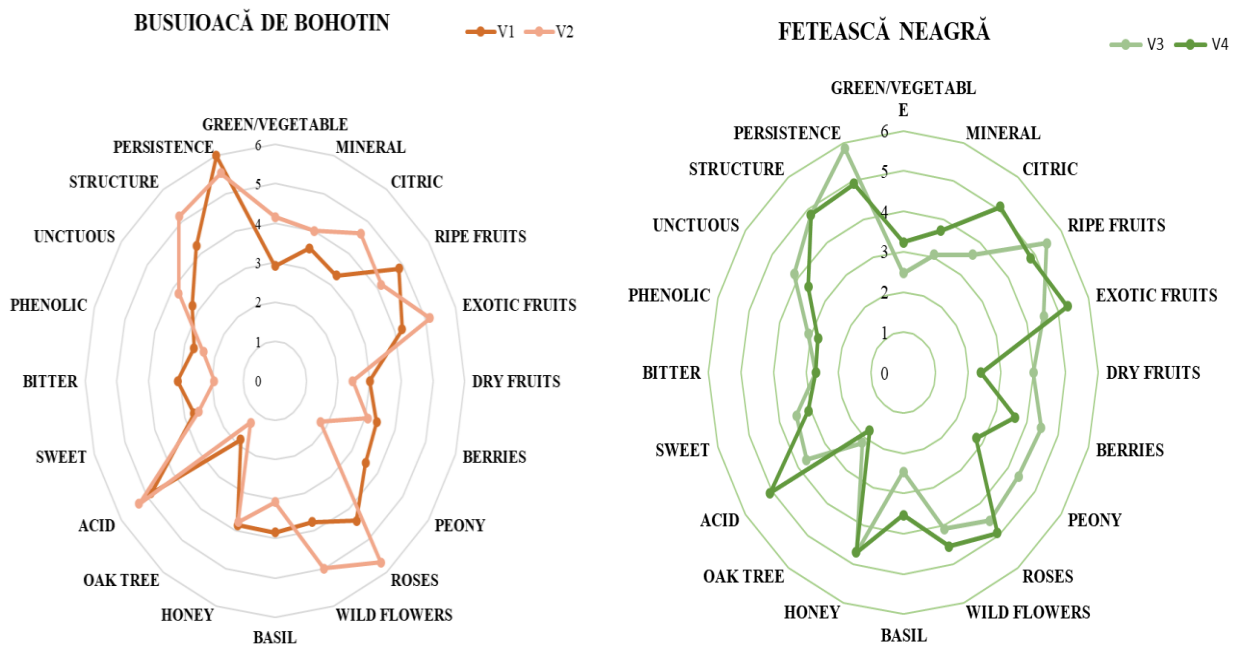 BUSUIOACĂ DE BOHOTIN
V1
V2
GREEN/VEGETABLE
MINERAL
CITRIC
RIPE FRUITS
EXOTIC FRUITS
DRY FRUITS
BERRIES
PEONY
ROSES
WILD FLOWERS
BASIL
HONEY
OAK TREE
ACID
SWEET
BITTER
PHENOLIC
UNCTUOUS
STRUCTURE
PERSISTENCE
6
5
4
3
2
1
0
FETEASCĂ NEAGRĂ
V3
V4
GREEN/VEGETABL
E
MINERAL
CITRIC
RIPE FRUITS
EXOTIC FRUITS
DRY FRUITS
BERRIES
PEONY
ROSES
WILD FLOWERS
BASIL
HONEY
OAK TREE
ACID
SWEET
BITTER
PHENOLIC
UNCTUOUS
STRUCTURE
PERSISTENCE
6
5
4
3
2
1
0